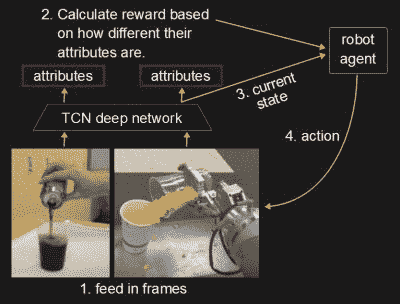 2. Calculate reward based
on how different their
attributes are.
robot
agent
attributes
attributes
3. current
state
TCN deep network
4. action
1. feed in frames